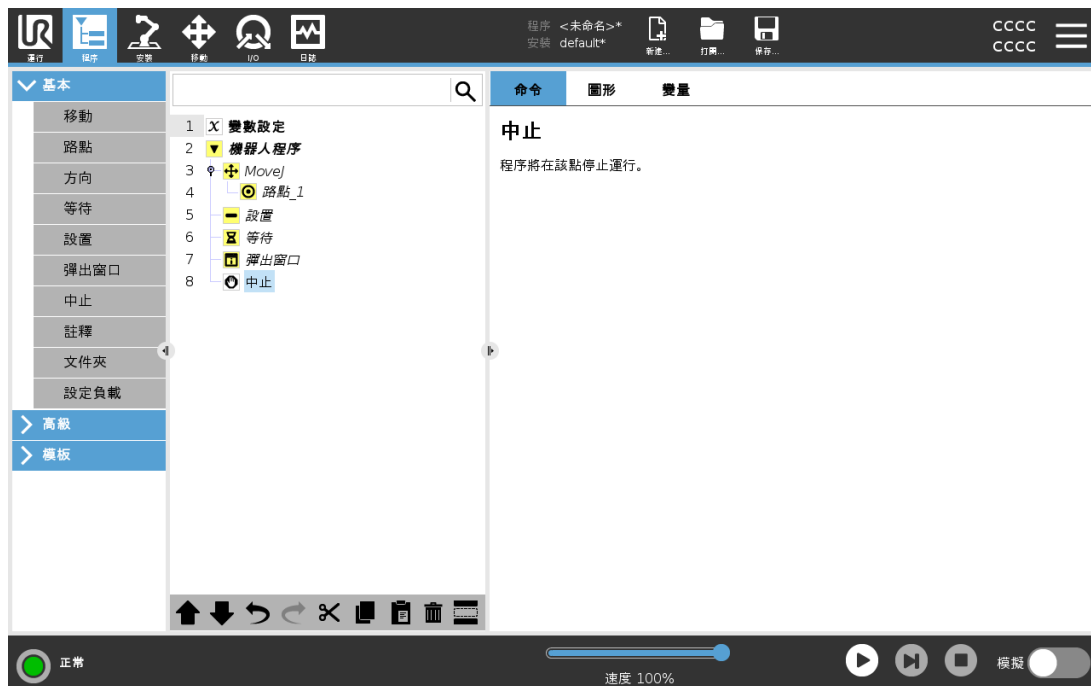 UR
運行 程序 安裝 移動 I/O 日誌
程序 <未命名>*
安裝 default*
新建... 打開... 保存...
CCCC
CCCC
基本
移動
路點
方向
等待
設置
彈出窗口
中止
註釋
文件夾
設定負載
高級
模板
1 X 變數設定
2 機器人程序
3 MoveJ
4 路點_1
5 設置
6 等待
7 彈出窗口
8 中止
命令 圖形 變量
中止
程序將在該點停止運行。
正常
速度 100%
模擬